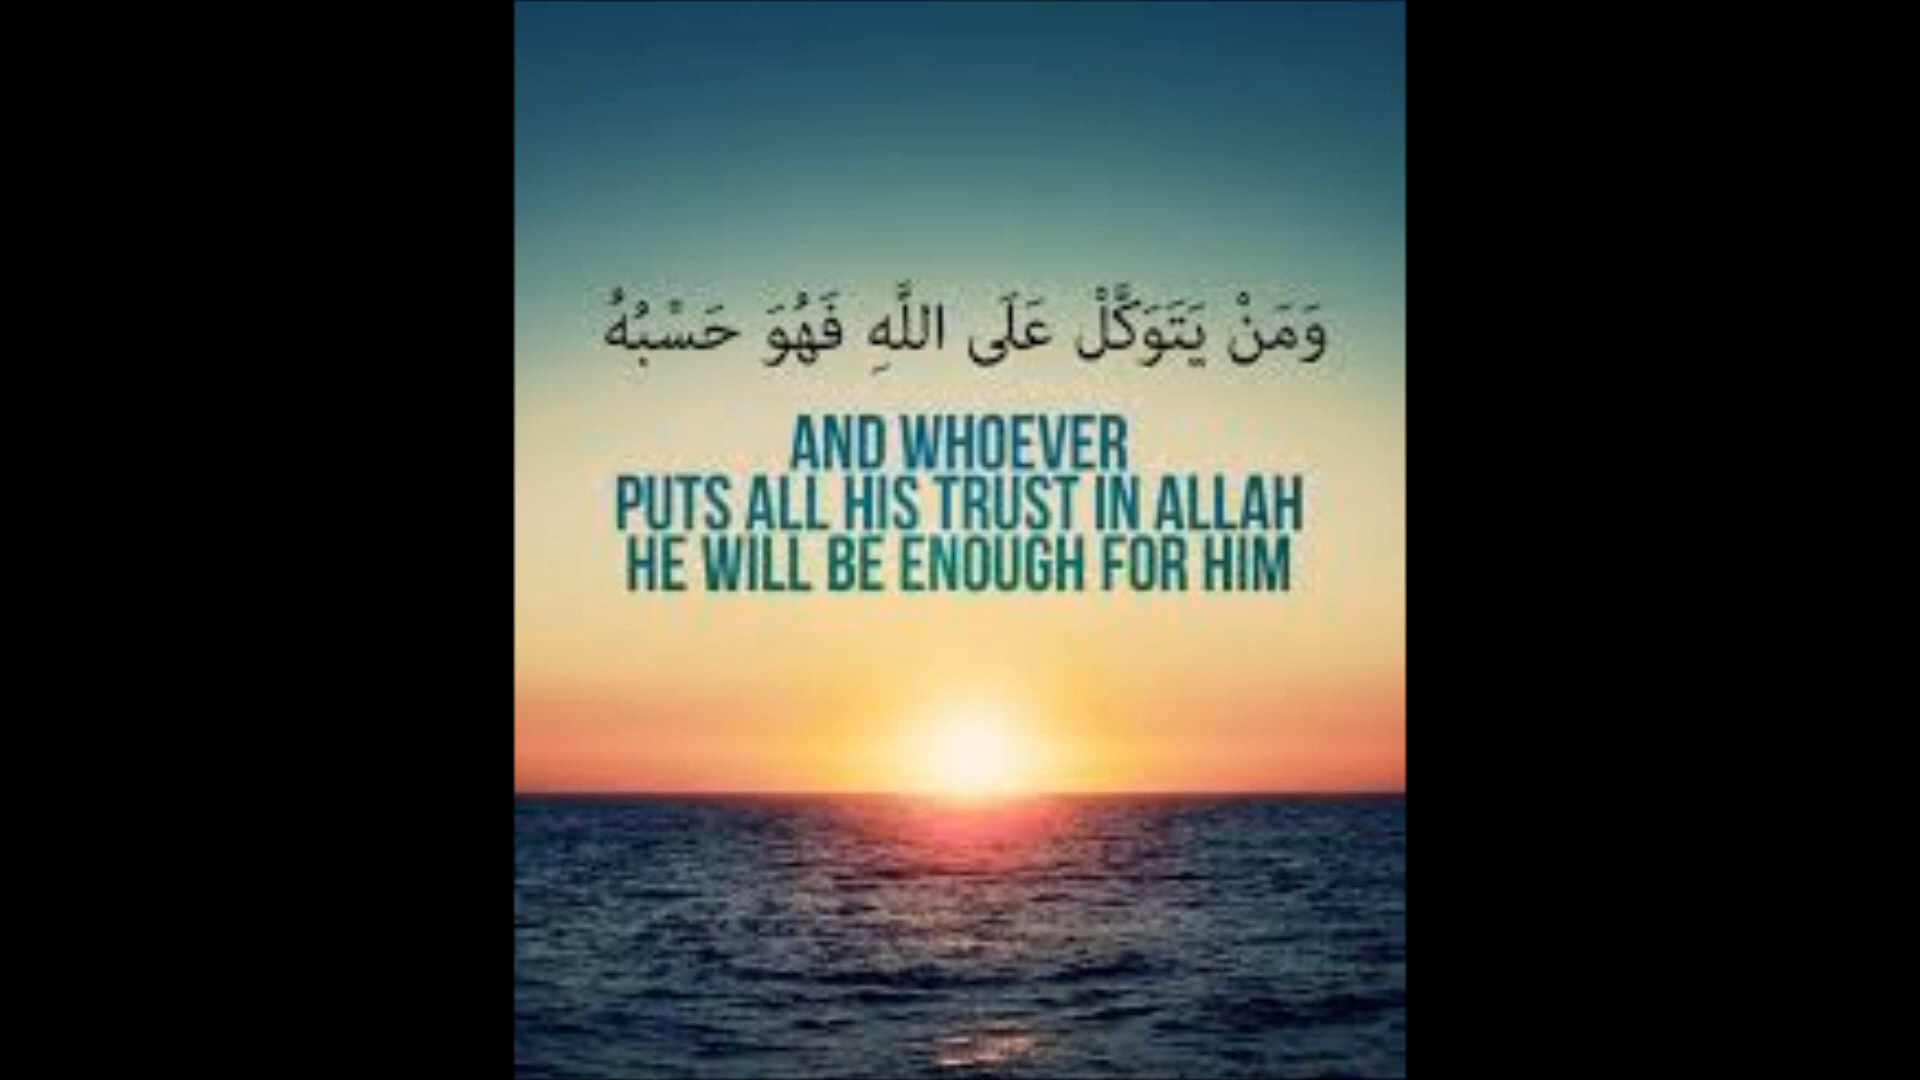 وَمَنْ يَتَوَكَّلْ عَلَى اللَّهِ فَهُوَ حَسْبُهُ
AND WHOEVER
PUTS ALL HIS TRUST IN ALLAH
HE WILL BE ENOUGH FOR HIM